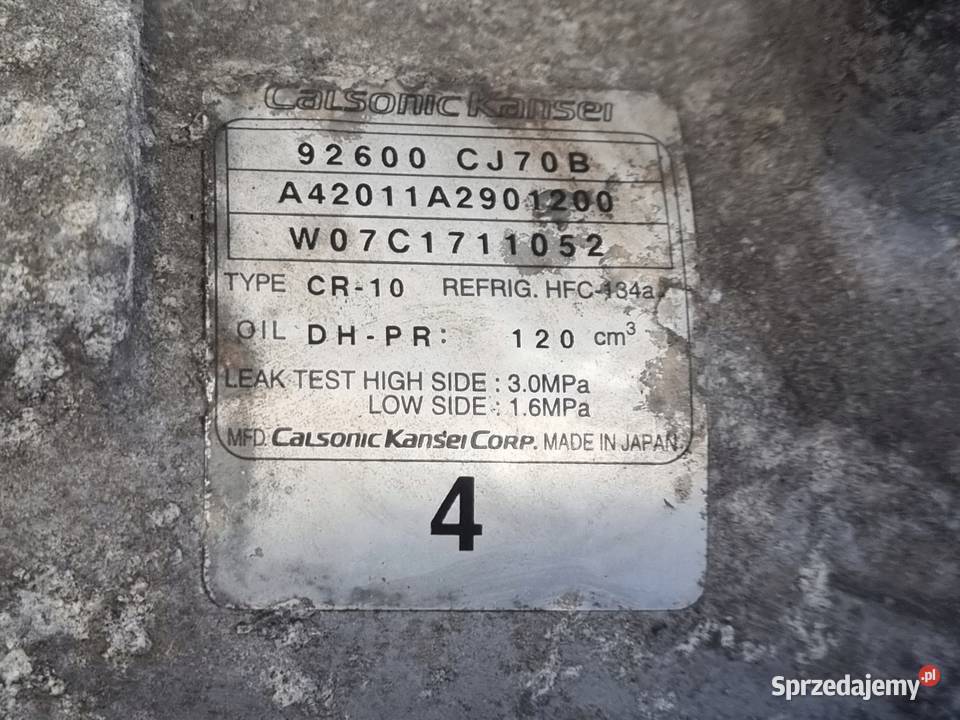 CALSONIC KANSEI
92600 CJ70B
A42011A2901200
W07C1711052
TYPE CR-10 REFRIG. HFC-134a
OIL DH-PR: 120 cm³
LEAK TEST HIGH SIDE : 3.0MPa
LOW SIDE : 1.6MPa
MFD. CALSONIC KANSEI CORP. MADE IN JAPAN
4
Sprzedajemy.pl